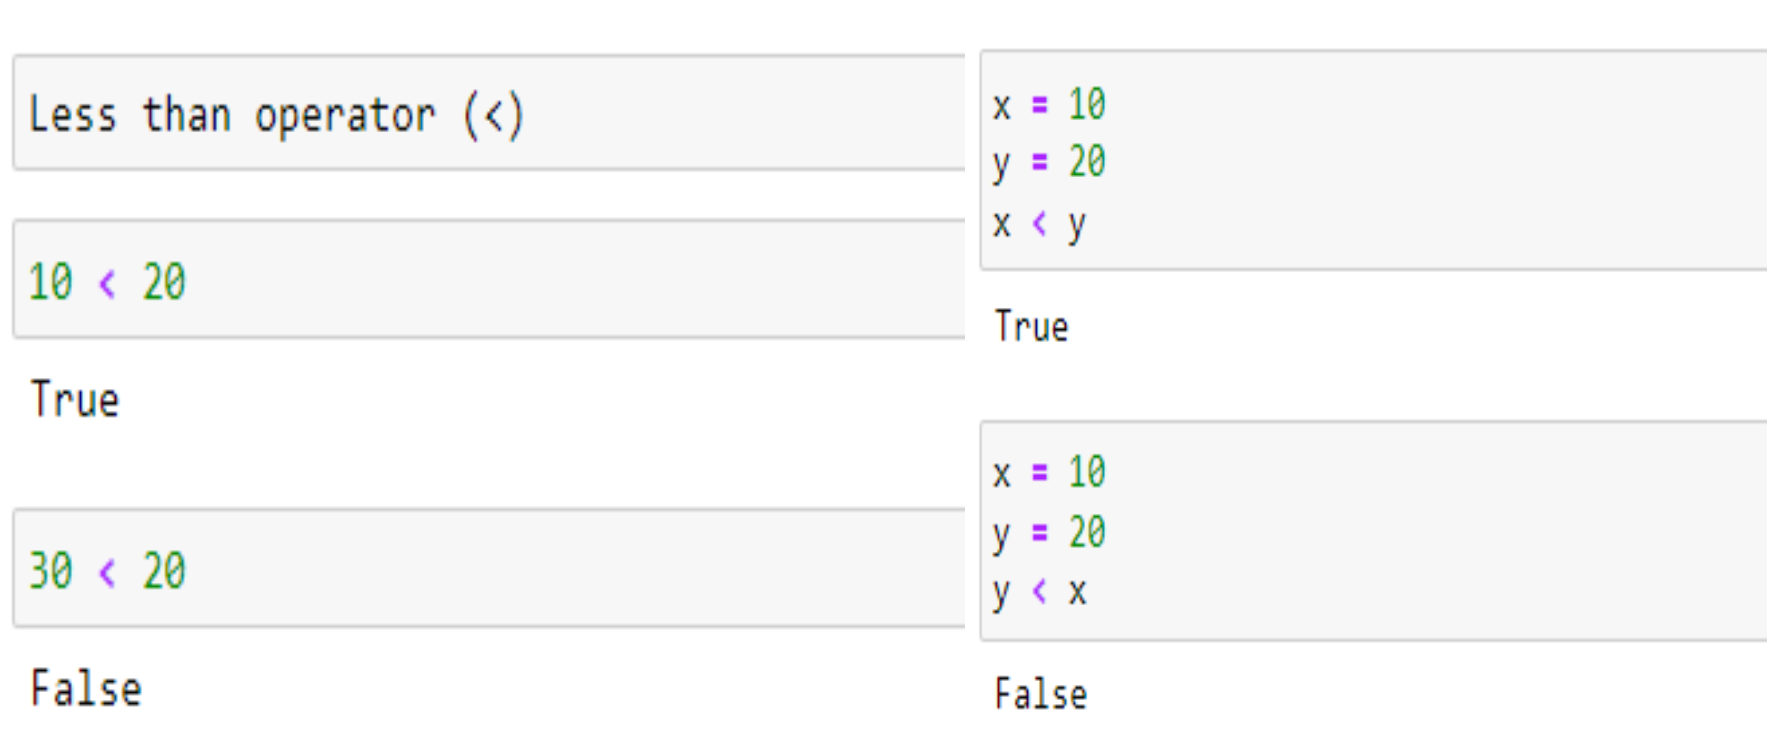 Less than operator (<)
10 < 20
True
30 < 20
False
x = 10
y = 20
x < y
True
x = 10
y = 20
y < x
False